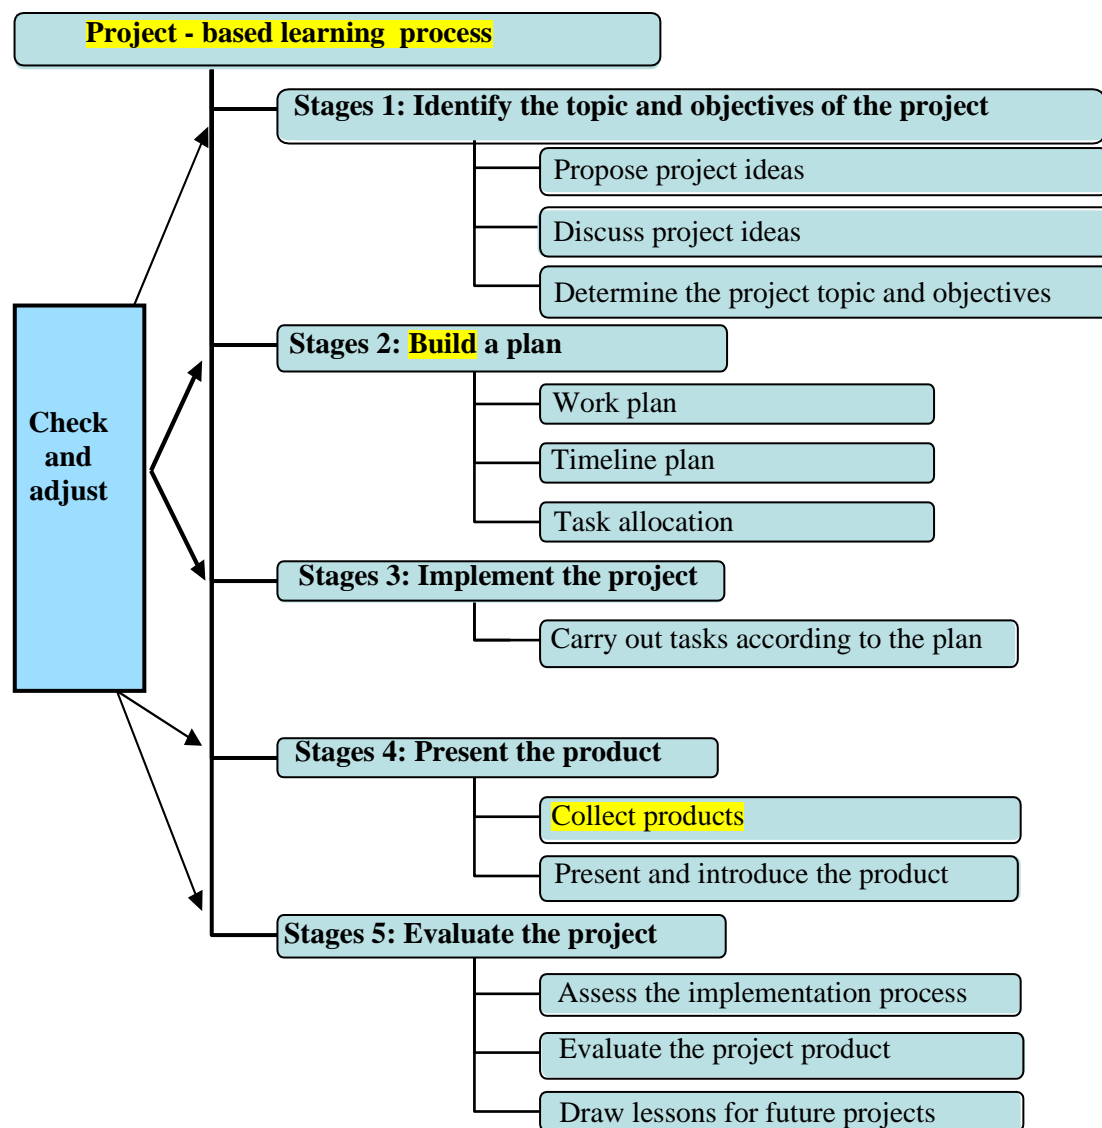 Project - based learning process
Stages 1: Identify the topic and objectives of the project
Propose project ideas
Discuss project ideas
Determine the project topic and objectives
Stages 2: Build a plan
Work plan
Timeline plan
Task allocation
Check
and
adjust
Stages 3: Implement the project
Carry out tasks according to the plan
Stages 4: Present the product
Collect products
Present and introduce the product
Stages 5: Evaluate the project
Assess the implementation process
Evaluate the project product
Draw lessons for future projects